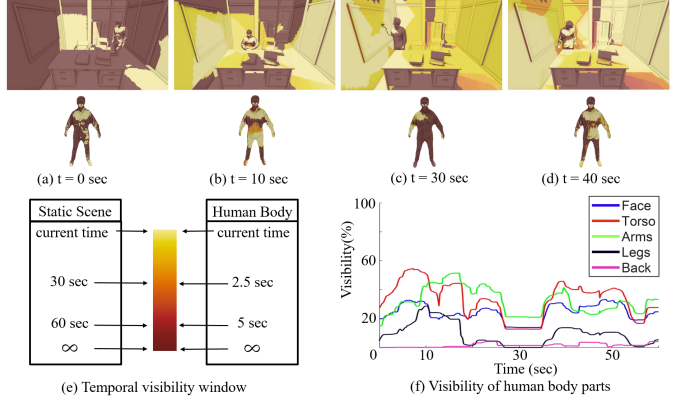 (a) t = 0 sec
(b) t = 10 sec
(c) t = 30 sec
(d) t = 40 sec
Static Scene
Human Body
current time
current time
30 sec
2.5 sec
60 sec
5 sec
∞
∞
(e) Temporal visibility window
100
60
20
0
10
30
50
Visibility(%)
Time (sec)
Face
Torso
Arms
Legs
Back
(f) Visibility of human body parts